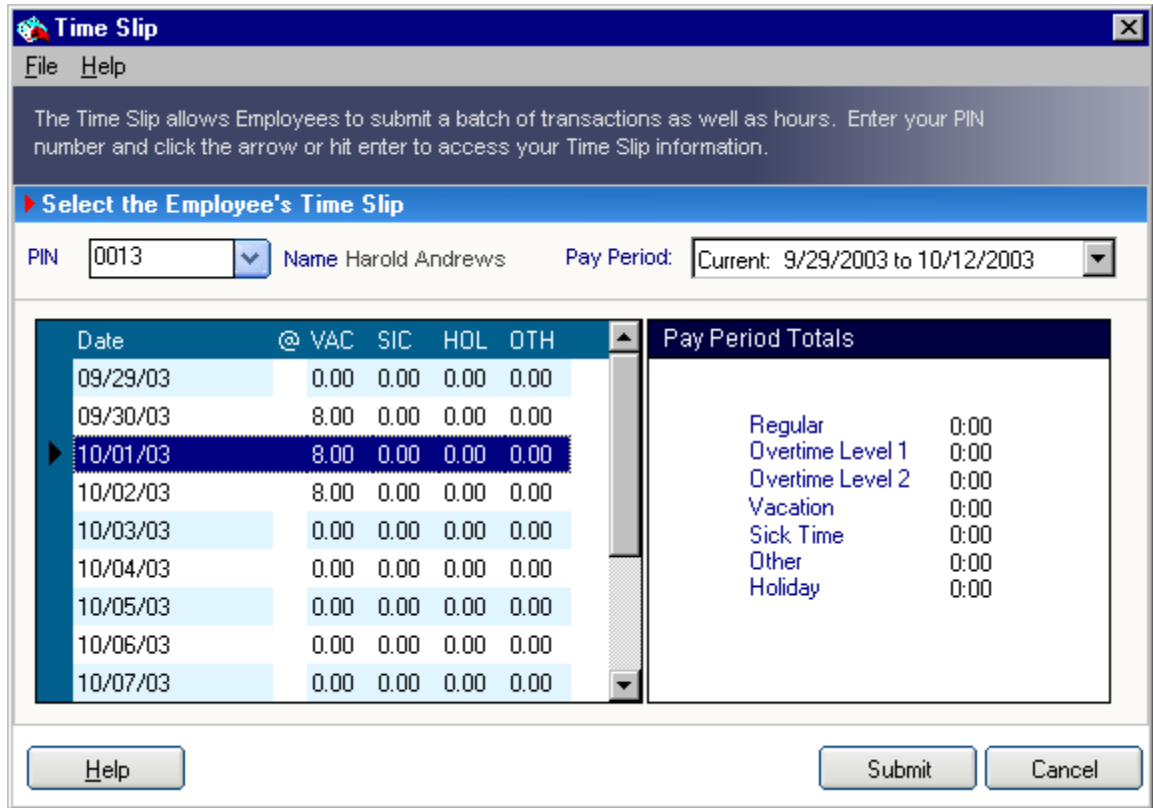 Time Slip
File Help
The Time Slip allows Employees to submit a batch of transactions as well as hours. Enter your PIN
number and click the arrow or hit enter to access your Time Slip information.
Select the Employee's Time Slip
PIN 0013 Name Harold Andrews Pay Period: Current: 9/29/2003 to 10/12/2003
Date @ VAC SIC HOL OTH
09/29/03 0.00 0.00 0.00 0.00
09/30/03 8.00 0.00 0.00 0.00
10/01/03 8.00 0.00 0.00 0.00
10/02/03 8.00 0.00 0.00 0.00
10/03/03 0.00 0.00 0.00 0.00
10/04/03 0.00 0.00 0.00 0.00
10/05/03 0.00 0.00 0.00 0.00
10/06/03 0.00 0.00 0.00 0.00
10/07/03 0.00 0.00 0.00 0.00
Pay Period Totals
Regular 0:00
Overtime Level 1 0:00
Overtime Level 2 0:00
Vacation 0:00
Sick Time 0:00
Other 0:00
Holiday 0:00
Help Submit Cancel